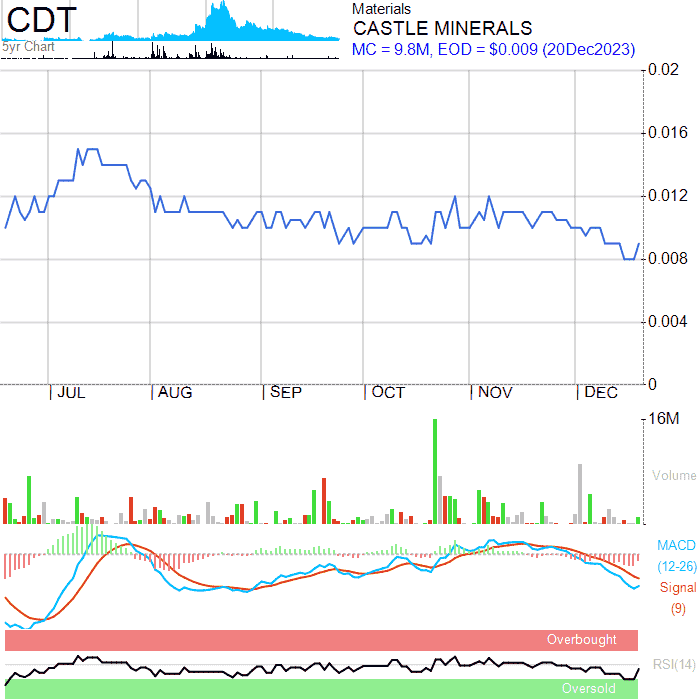 CDT
5yr Chart
Materials
CASTLE MINERALS
MC = 9.8M, EOD = $0.009 (20Dec2023)
0.02
0.016
0.012
0.008
0.004
0
JUL
AUG
SEP
OCT
NOV
DEC
16M
Volume
MACD
(12-26)
Signal
(9)
Overbought
RSI(14)
Oversold